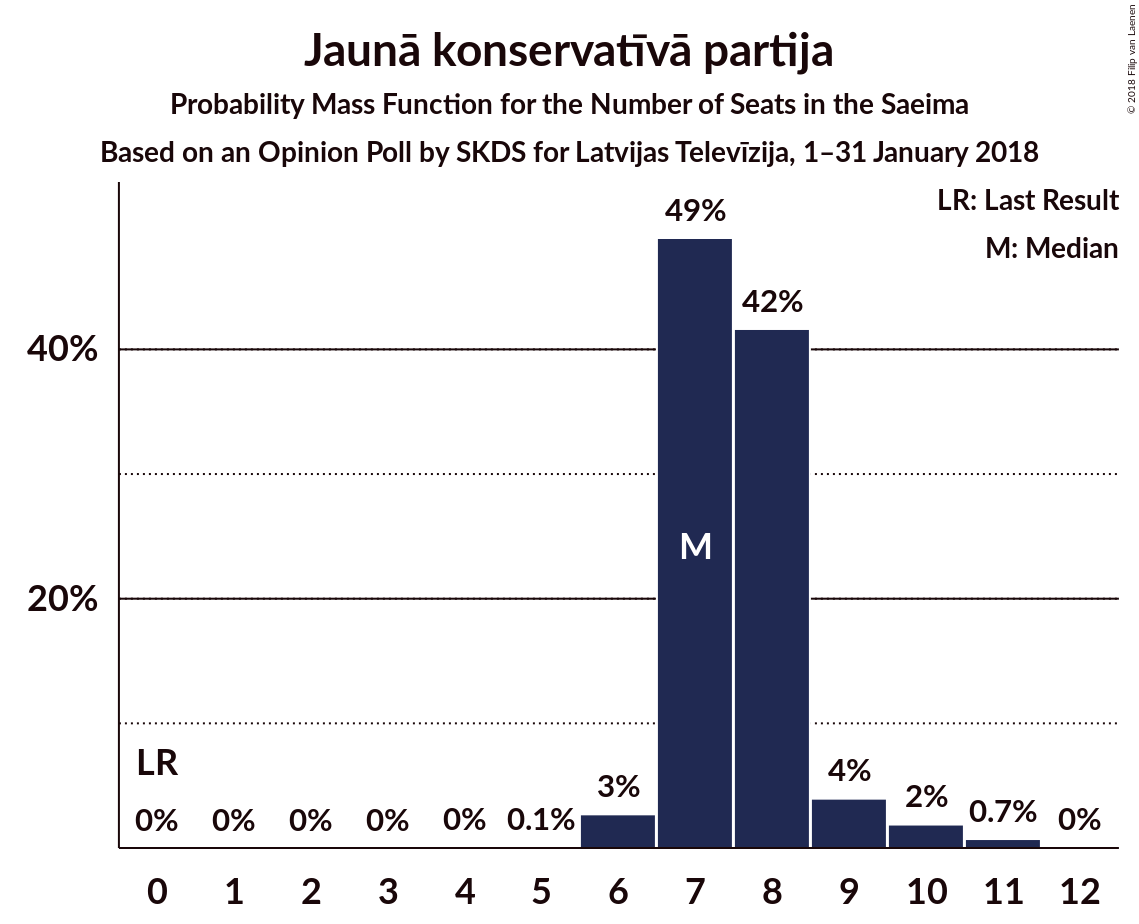 Jaunā konservatīvā partija
Probability Mass Function for the Number of Seats in the Saeima
Based on an Opinion Poll by SKDS for Latvijas Televīzija, 1–31 January 2018
© 2018 Filip van Laenen
LR: Last Result
M: Median
49%
42%
40%
M
20%
LR
0% 0% 0% 0% 0% 0.1% 3% 4% 2% 0.7% 0%
0 1 2 3 4 5 6 7 8 9 10 11 12